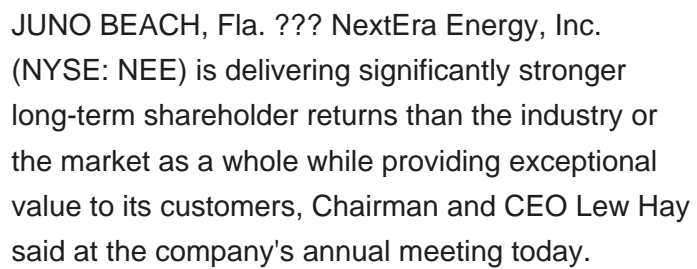 JUNO BEACH, Fla. ??? NextEra Energy, Inc.
(NYSE: NEE) is delivering significantly stronger
long-term shareholder returns than the industry or
the market as a whole while providing exceptional
value to its customers, Chairman and CEO Lew Hay
said at the company's annual meeting today.